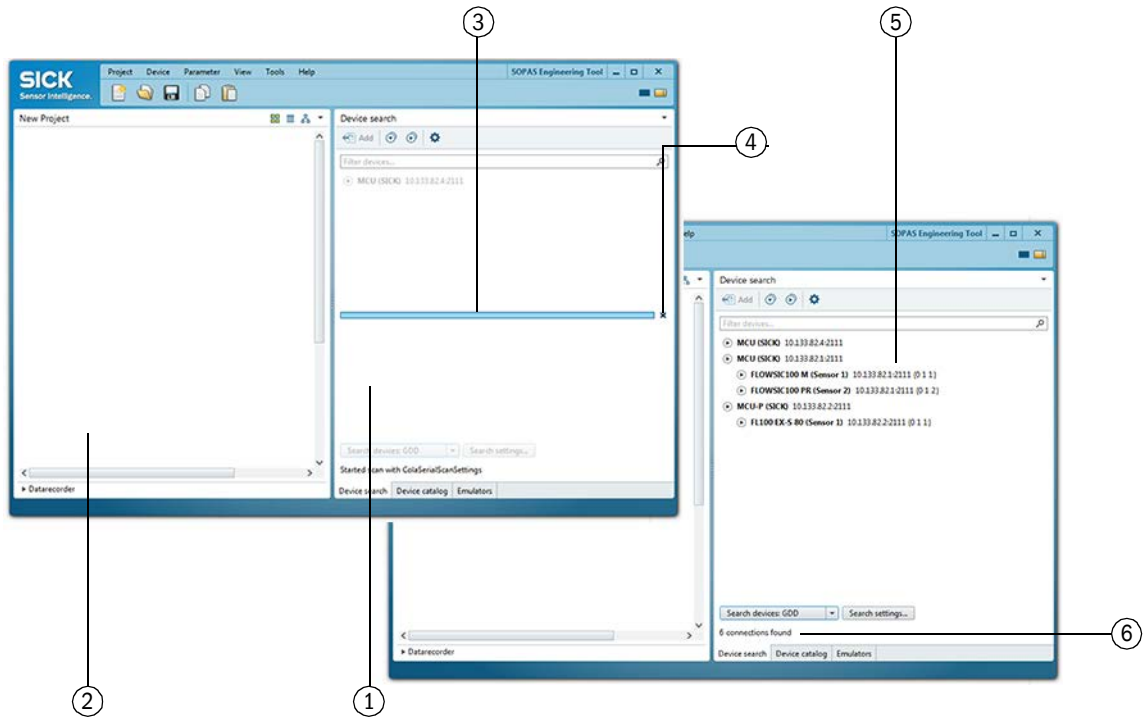 3
5
SICK
Sensor Intelligence.
Project Device Parameter View Tools Help
SOPAS Engineering Tool
New Project
Device search
Add
Filter devices...
MCU (SICK) 10.133.82.4:2111
4
Search devices: GDD
Search settings...
Started scan with ColaSerialScanSettings
Datarecorder
Device search Device catalog Emulators
elp
SOPAS Engineering Tool
Device search
Add
Filter devices...
MCU (SICK) 10.133.82.4:2111
MCU (SICK) 10.133.82.1:2111
FLOWSIC100 M (Sensor 1) 10.133.82.1:2111 (0 1 1)
FLOWSIC100 PR (Sensor 2) 10.133.82.1:2111 (0 1 2)
MCU-P (SICK) 10.133.82.2:2111
FL100 EX-S 80 (Sensor 1) 10.133.82.2:2111 (0 1 1)
Search devices: GDD
Search settings...
6 connections found
6
Datarecorder
Device search Device catalog Emulators
2
1